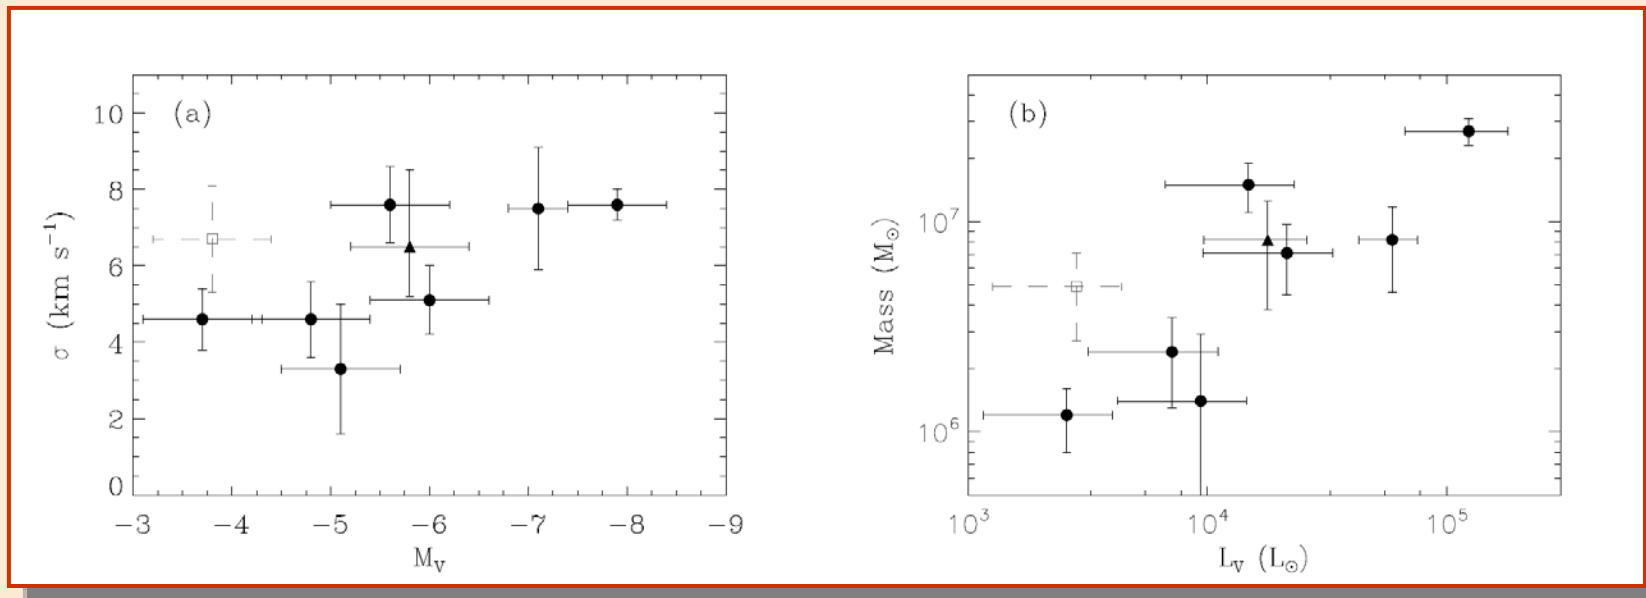 (a)
10
8
6
4
2
0
σ (km s⁻¹)
−3 −4 −5 −6 −7 −8 −9
M_V
(b)
10⁷
10⁶
Mass (M_⊙)
10³ 10⁴ 10⁵
L_V (L_⊙)